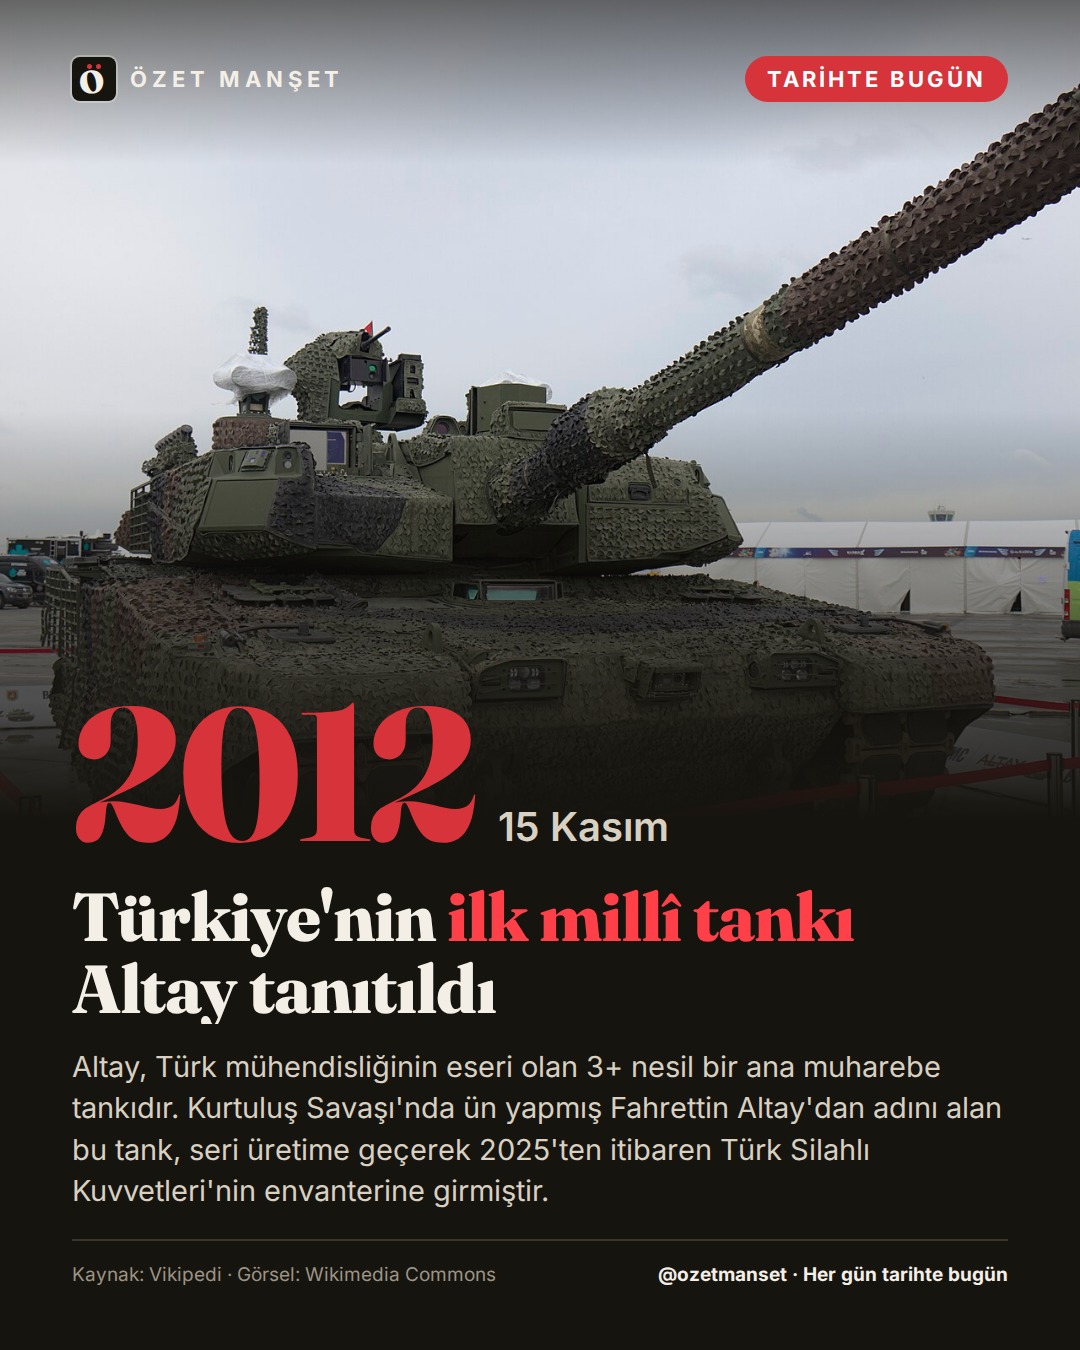 ö ÖZET MANŞET
TARİHTE BUGÜN
2012 15 Kasım
Türkiye'nin ilk millî tankı
Altay tanıtıldı
Altay, Türk mühendisliğinin eseri olan 3+ nesil bir ana muharebe
tankıdır. Kurtuluş Savaşı'nda ün yapmış Fahrettin Altay'dan adını alan
bu tank, seri üretime geçerek 2025'ten itibaren Türk Silahlı
Kuvvetleri'nin envanterine girmiştir.
Kaynak: Vikipedi · Görsel: Wikimedia Commons
@ozetmanset · Her gün tarihte bugün